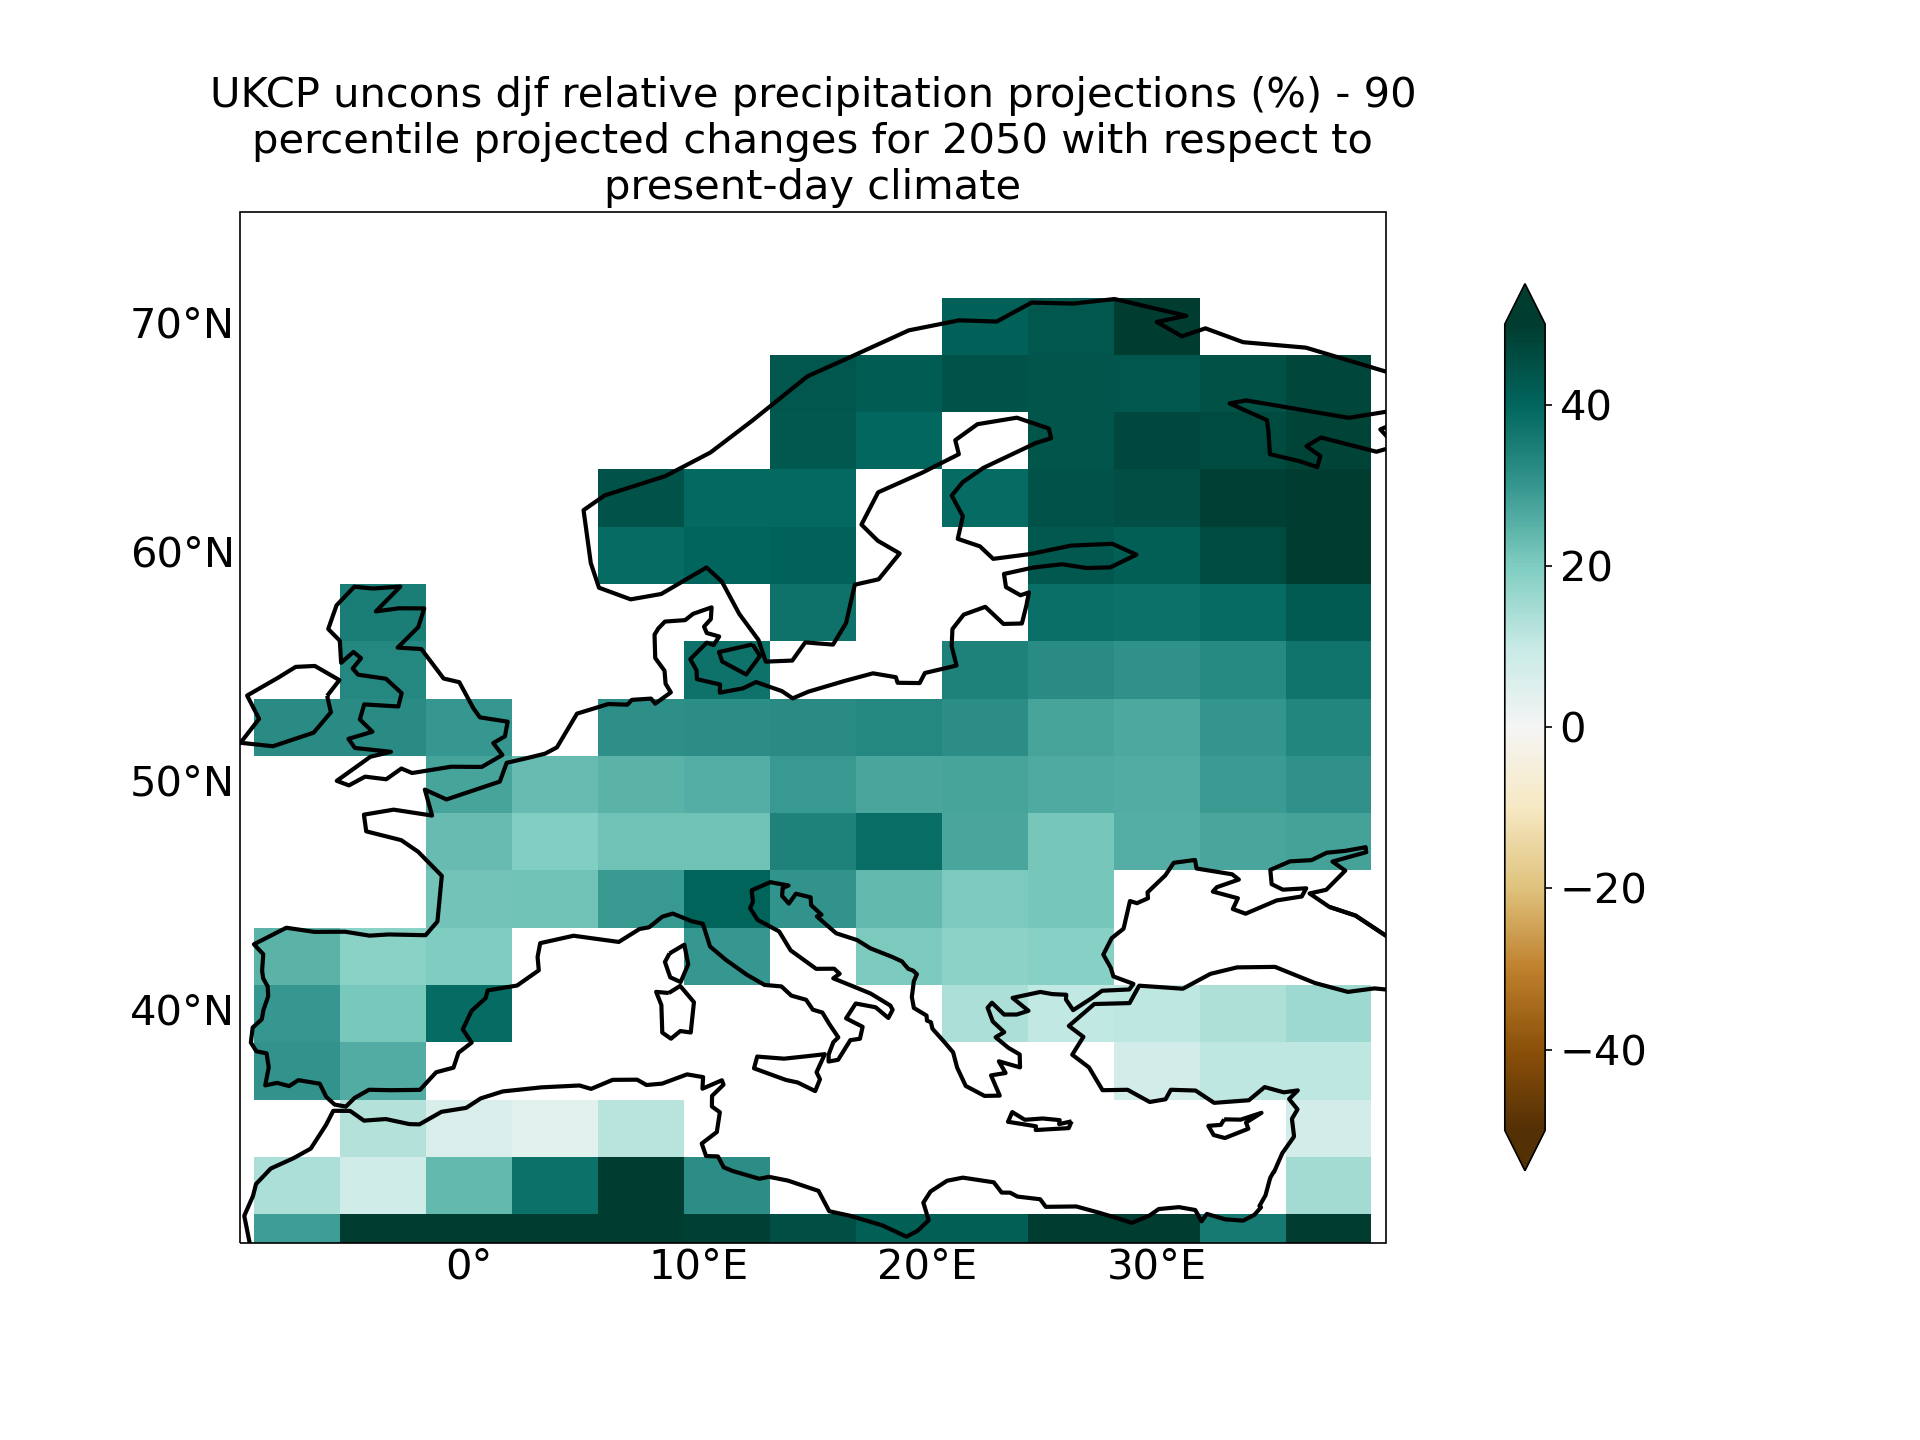 UKCP uncons djf relative precipitation projections (%) - 90
percentile projected changes for 2050 with respect to
present-day climate
70°N
60°N
50°N
40°N
0°
10°E
20°E
30°E
40
20
0
−20
−40